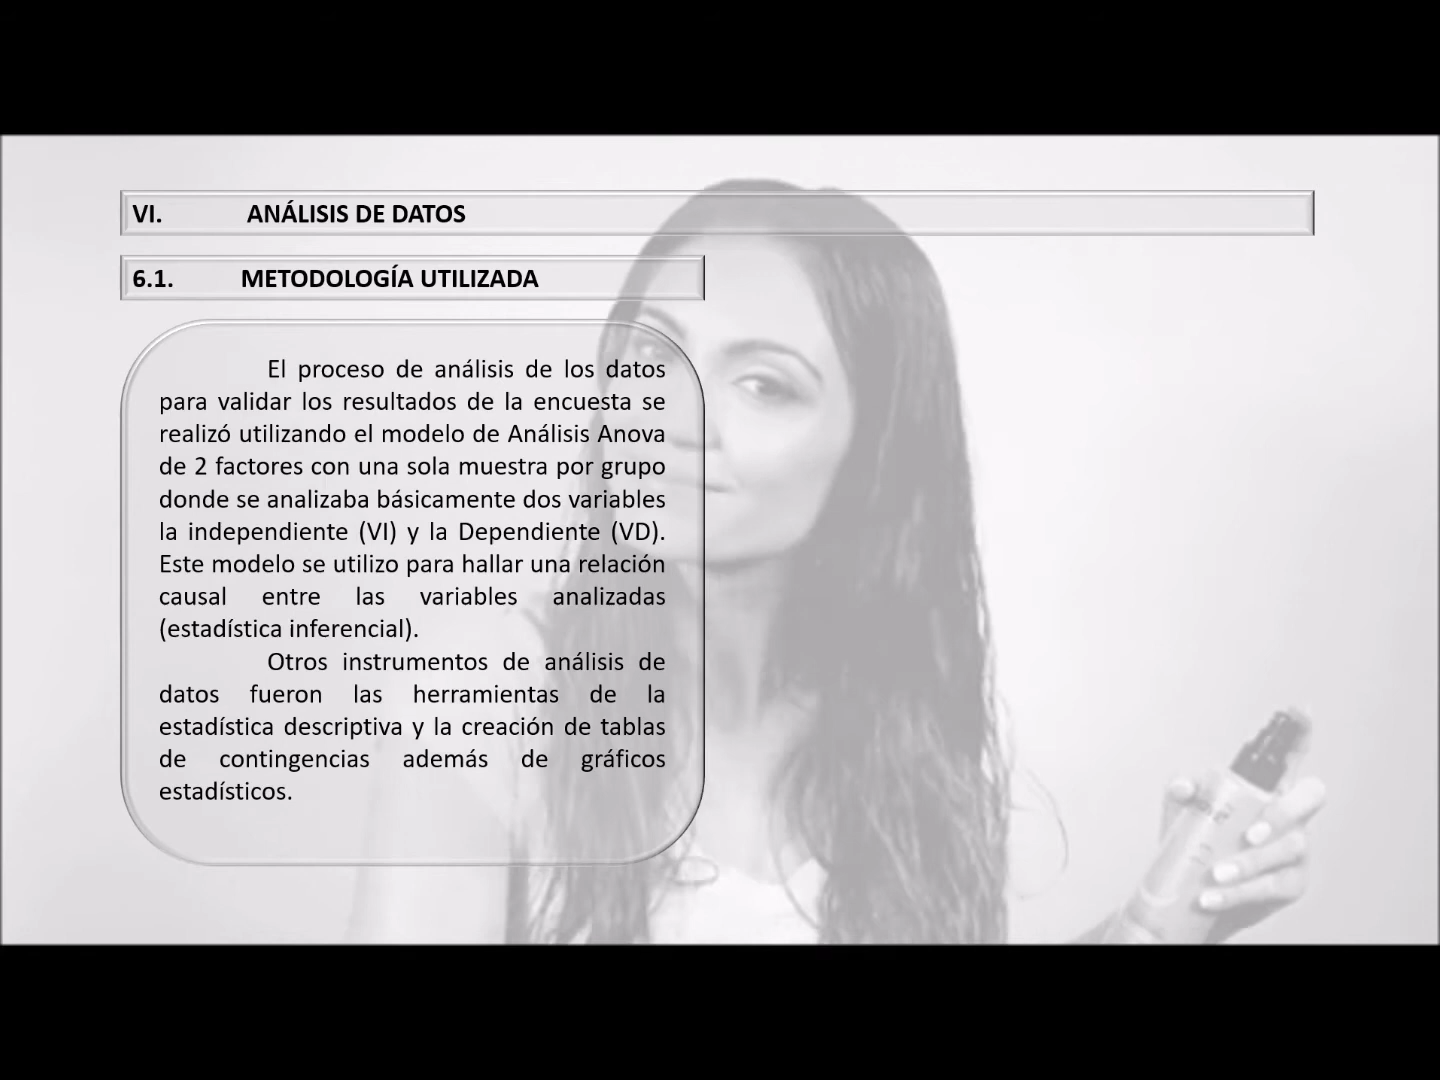 VI. ANÁLISIS DE DATOS
6.1. METODOLOGÍA UTILIZADA
El proceso de análisis de los datos
para validar los resultados de la encuesta se
realizó utilizando el modelo de Análisis Anova
de 2 factores con una sola muestra por grupo
donde se analizaba básicamente dos variables
la independiente (VI) y la Dependiente (VD).
Este modelo se utilizo para hallar una relación
causal entre las variables analizadas
(estadística inferencial).
Otros instrumentos de análisis de
datos fueron las herramientas de la
estadística descriptiva y la creación de tablas
de contingencias además de gráficos
estadísticos.